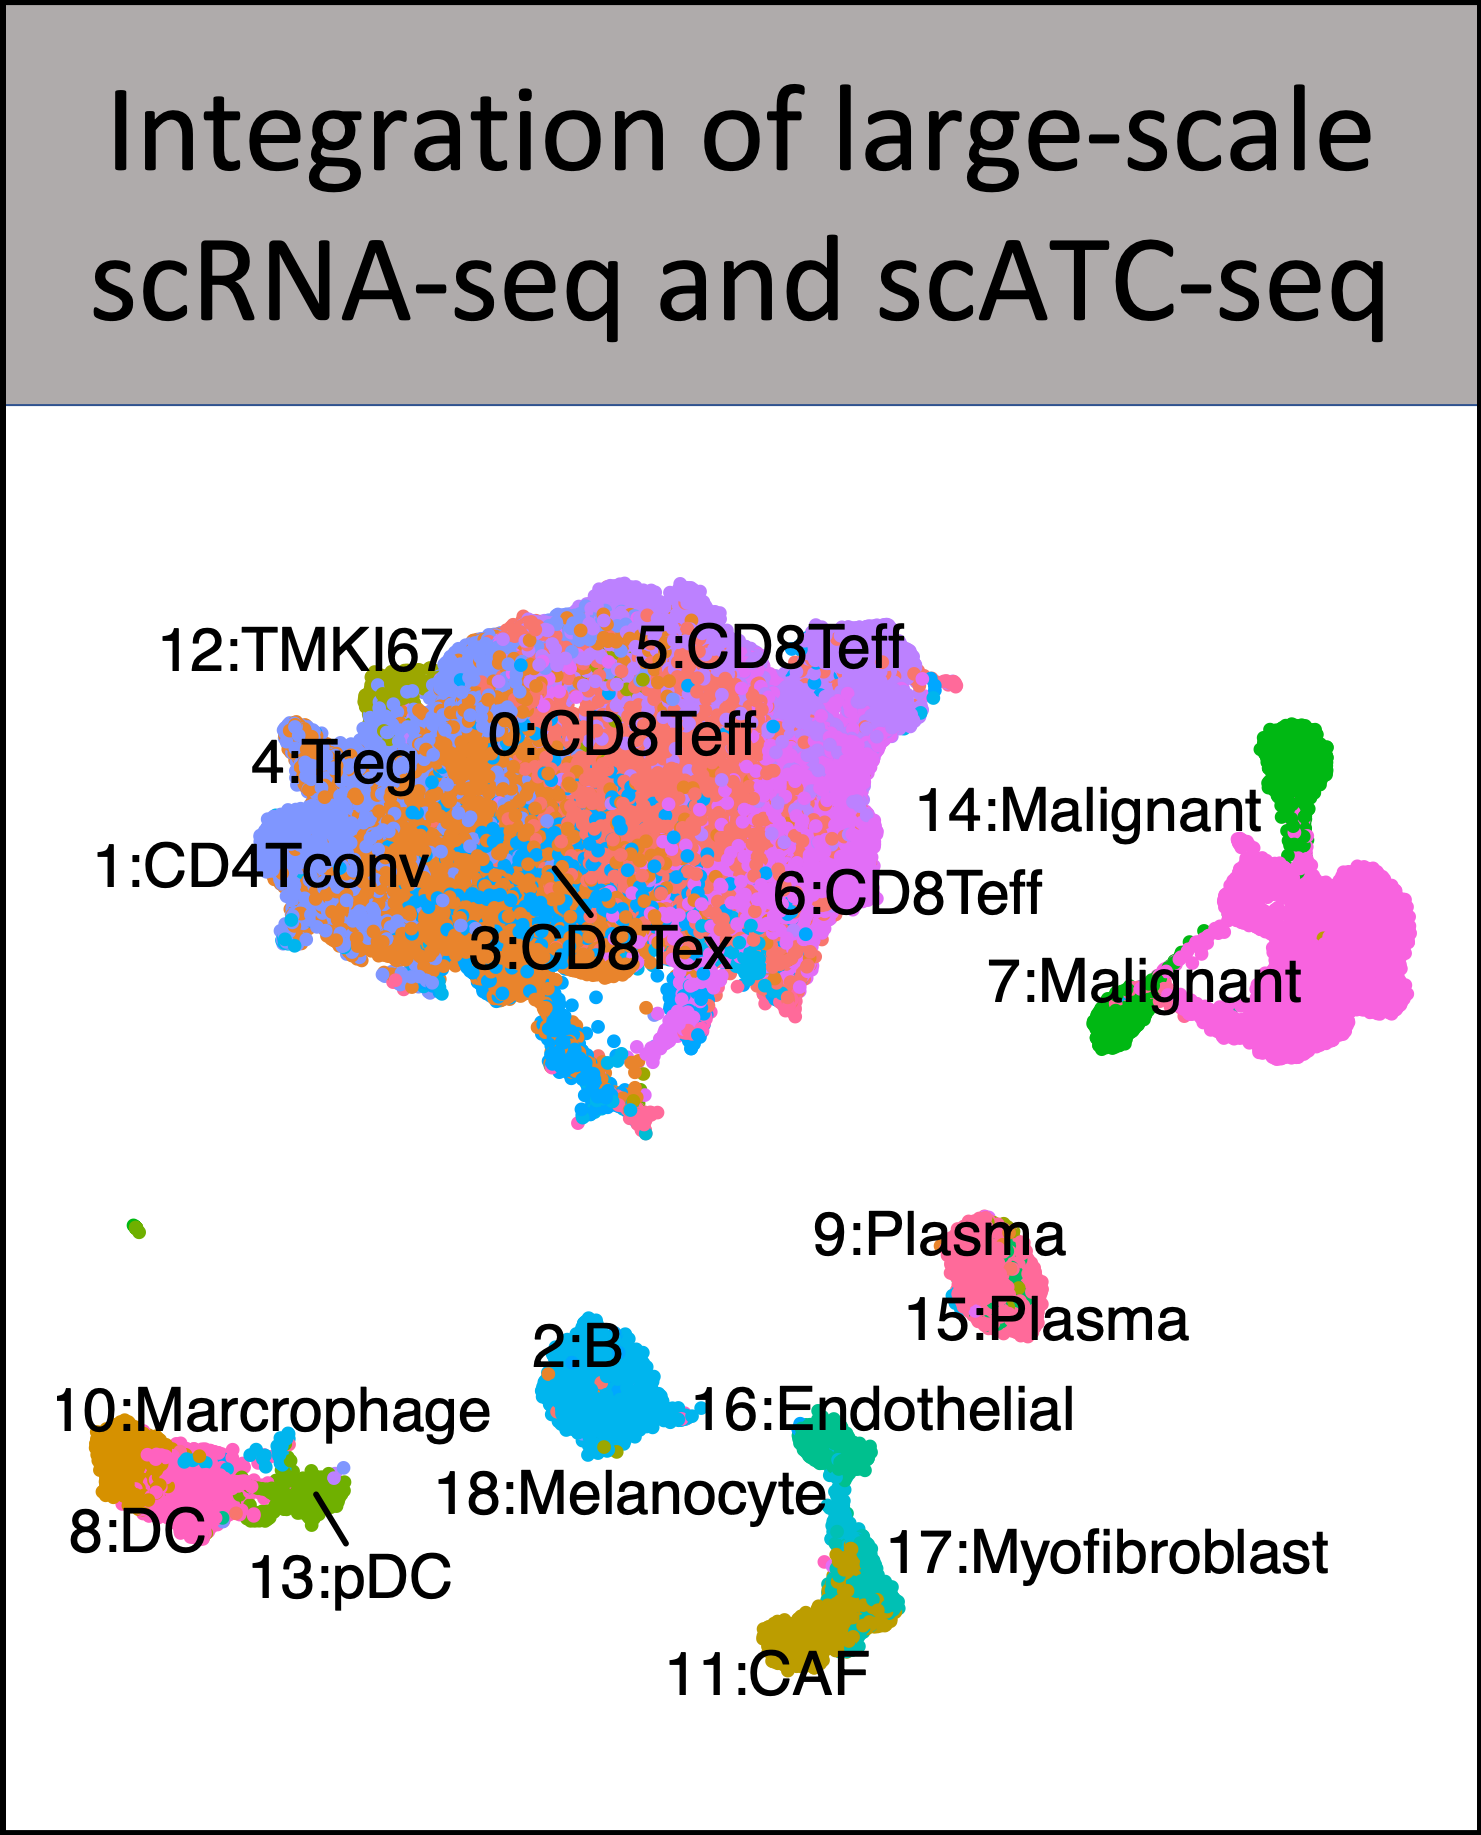 Integration of large-scale
scRNA-seq and scATC-seq
12:TMKI67
5:CD8Teff
0:CD8Teff
4:Treg
14:Malignant
1:CD4Tconv
6:CD8Teff
3:CD8Tex
7:Malignant
9:Plasma
15:Plasma
2:B
10:Marcrophage
16:Endothelial
18:Melanocyte
8:DC
17:Myofibroblast
13:pDC
11:CAF